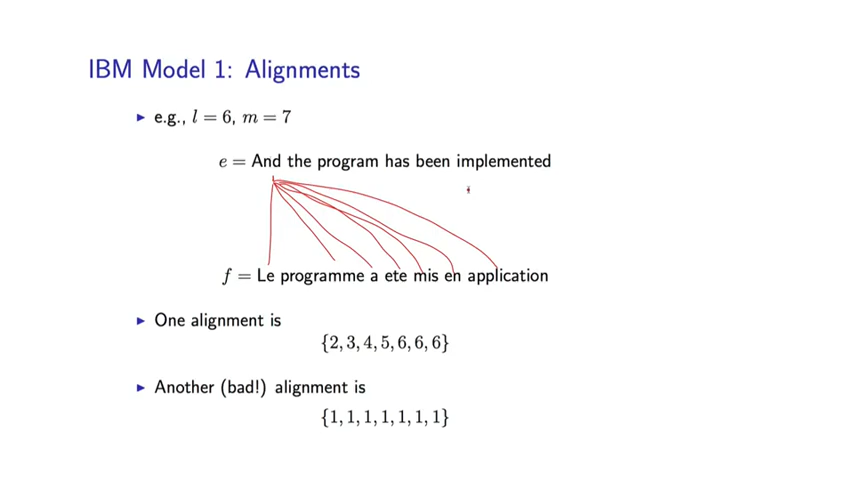 IBM Model 1: Alignments
▶ e.g., l = 6, m = 7
e = And the program has been implemented
f = Le programme a ete mis en application
▶ One alignment is
{2, 3, 4, 5, 6, 6, 6}
▶ Another (bad!) alignment is
{1, 1, 1, 1, 1, 1, 1}